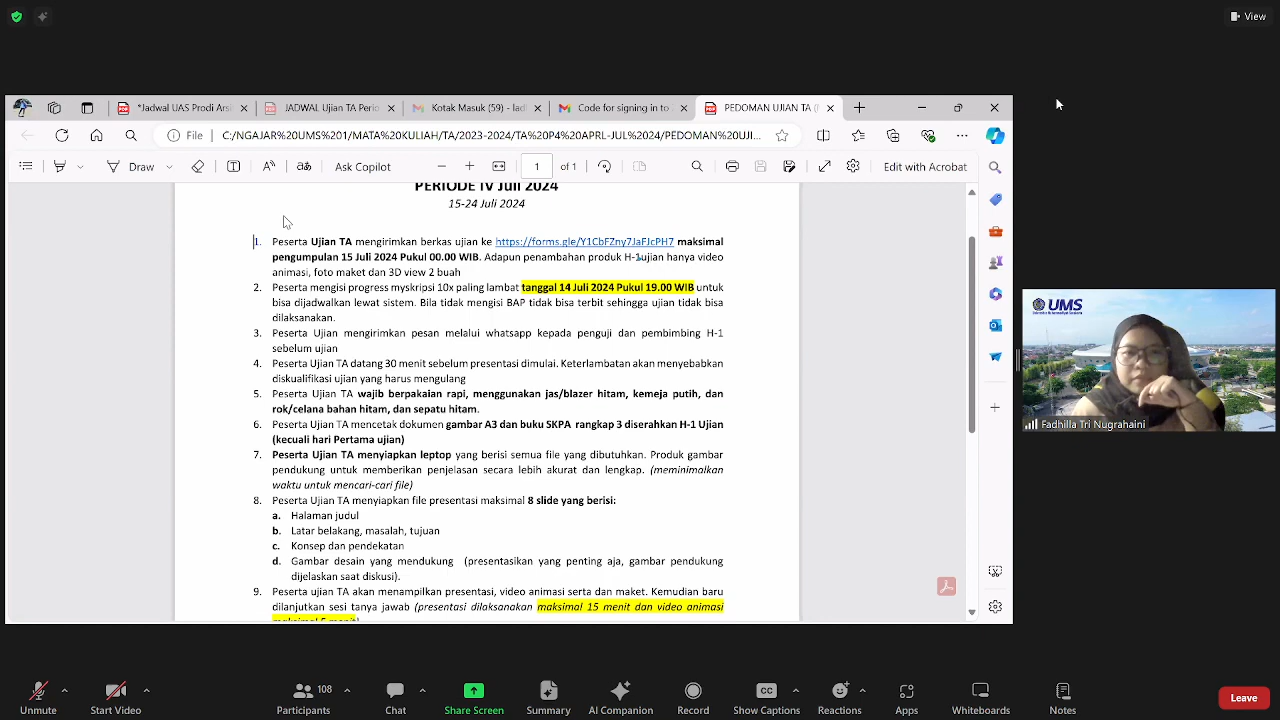 View
*Jadwal UAS Prodi Arsi
JADWAL Ujian TA Perio
Kotak Masuk (59) - ladl
Code for signing in to
PEDOMAN UJIAN TA (
File
C:/NGAJAR%20UMS%201/MATA%20KULIAH/TA/2023-2024/TA%20P4%20APRL-JUL%2024/PEDOMAN%20UJI...
Draw
Ask Copilot
1
of 1
Edit with Acrobat
PERIODE IV Juli 2024
15-24 Juli 2024
1. Peserta Ujian TA mengirimkan berkas ujian ke https://forms.gle/Y1CbFZny7JaFJcPH7 maksimal
pengumpulan 15 Juli 2024 Pukul 00.00 WIB. Adapun penambahan produk H-1 ujian hanya video
animasi, foto maket dan 3D view 2 buah
2. Peserta mengisi progress myskripsi 10x paling lambat tanggal 14 Juli 2024 Pukul 19.00 WIB untuk
bisa dijadwalkan lewat sistem. Bila tidak mengisi BAP tidak bisa terbit sehingga ujian tidak bisa
dilaksanakan.
3. Peserta Ujian mengirimkan pesan melalui whatsapp kepada penguji dan pembimbing H-1
sebelum ujian
4. Peserta Ujian TA datang 30 menit sebelum presentasi dimulai. Keterlambatan akan menyebabkan
diskualifikasi ujian yang harus mengulang
5. Peserta Ujian TA wajib berpakaian rapi, menggunakan jas/blazer hitam, kemeja putih, dan
rok/celana bahan hitam, dan sepatu hitam.
6. Peserta Ujian TA mencetak dokumen gambar A3 dan buku SKPA rangkap 3 diserahkan H-1 Ujian
(kecuali hari Pertama ujian)
7. Peserta Ujian TA menyiapkan leptop yang berisi semua file yang dibutuhkan. Produk gambar
pendukung untuk memberikan penjelasan secara lebih akurat dan lengkap. (meminimalkan
waktu untuk mencari-cari file)
8. Peserta Ujian TA menyiapkan file presentasi maksimal 8 slide yang berisi:
a. Halaman judul
b. Latar belakang, masalah, tujuan
c. Konsep dan pendekatan
d. Gambar desain yang mendukung (presentasikan yang penting aja, gambar pendukung
dijelaskan saat diskusi).
9. Peserta ujian TA akan menampilkan presentasi, video animasi serta dan maket. Kemudian baru
dilanjutkan sesi tanya jawab (presentasi dilaksanakan maksimal 15 menit dan video animasi
maksimal 5 menit)
UMS
Fadhilla Tri Nugrahaini
Unmute
Start Video
108
Participants
Chat
Share Screen
Summary
AI Companion
Record
Show Captions
Reactions
Apps
Whiteboards
Notes
Leave